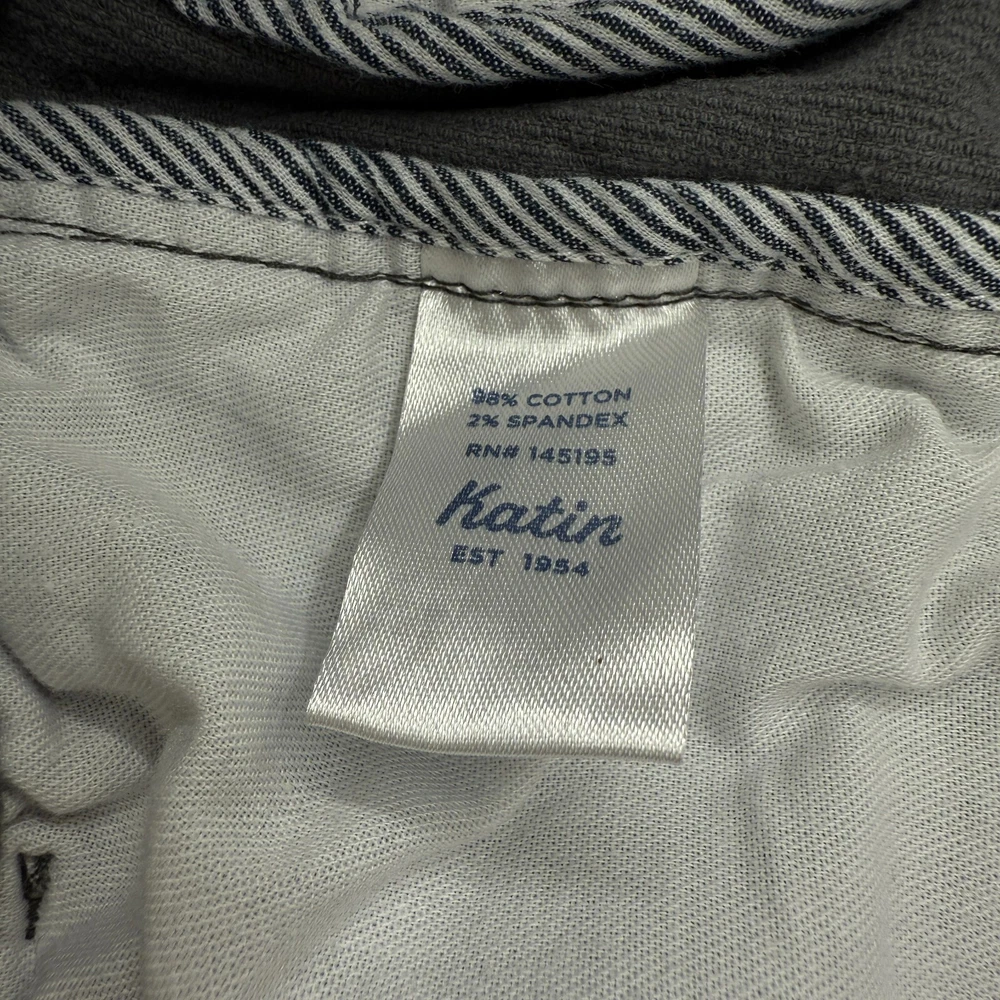 98% COTTON
2% SPANDEX
RN# 145195
Katin
EST 1954